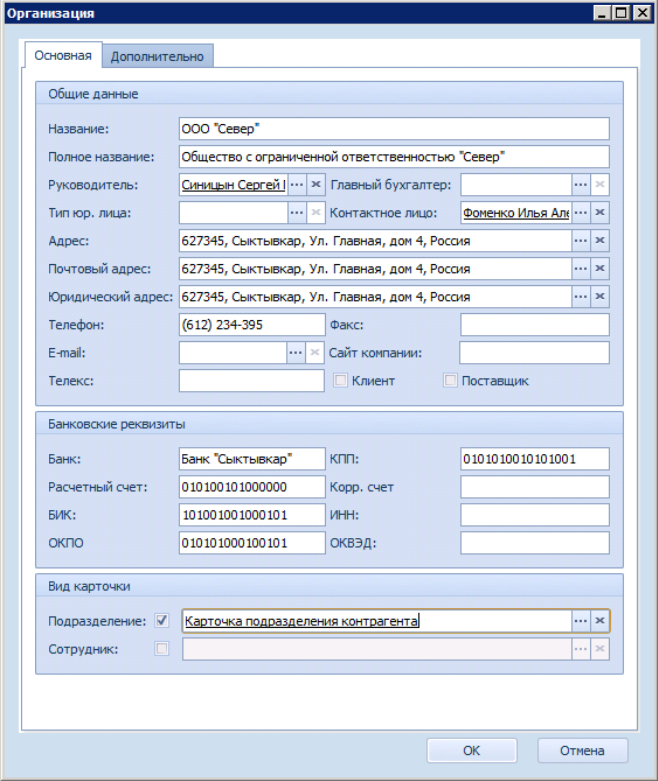 Организация
Основная Дополнительно
Общие данные
Название: ООО "Север"
Полное название: Общество с ограниченной ответственностью "Север"
Руководитель: Синицын Сергей ... Главный бухгалтер: ...
Тип юр. лица: ... Контактное лицо: Фоменко Илья Але ...
Адрес: 627345, Сыктывкар, Ул. Главная, дом 4, Россия ...
Почтовый адрес: 627345, Сыктывкар, Ул. Главная, дом 4, Россия ...
Юридический адрес: 627345, Сыктывкар, Ул. Главная, дом 4, Россия ...
Телефон: (612) 234-395 Факс:
E-mail: ... Сайт компании:
Телекс: Клиент Поставщик
Банковские реквизиты
Банк: Банк "Сыктывкар" КПП: 0101010010101001
Расчетный счет: 010100101000000 Корр. счет
БИК: 101001001000101 ИНН:
ОКПО 010101000100101 ОКВЭД:
Вид карточки
Подразделение: Карточка подразделения контрагента ...
Сотрудник: ...
OK Отмена